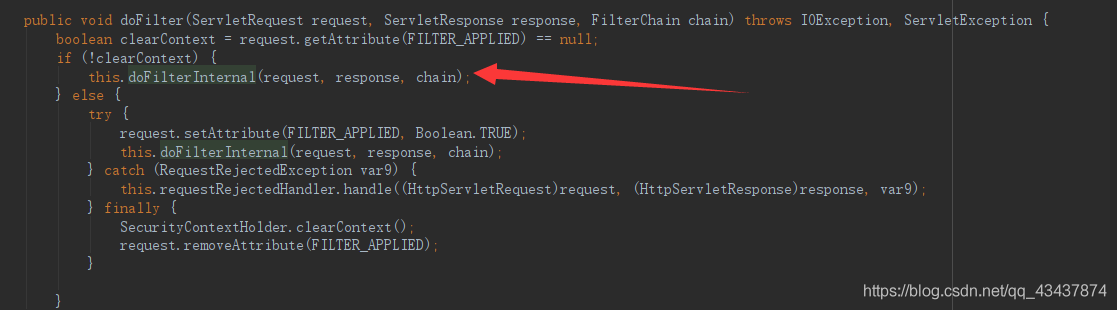 public void doFilter(ServletRequest request, ServletResponse response, FilterChain chain) throws IOException, ServletException {
    boolean clearContext = request.getAttribute(FILTER_APPLIED) == null;
    if (!clearContext) {
        this.doFilterInternal(request, response, chain);
    } else {
        try {
            request.setAttribute(FILTER_APPLIED, Boolean.TRUE);
            this.doFilterInternal(request, response, chain);
        } catch (RequestRejectedException var9) {
            this.requestRejectedHandler.handle((HttpServletRequest)request, (HttpServletResponse)response, var9);
        } finally {
            SecurityContextHolder.clearContext();
            request.removeAttribute(FILTER_APPLIED);
        }
    }
https://blog.csdn.net/qq_43437874